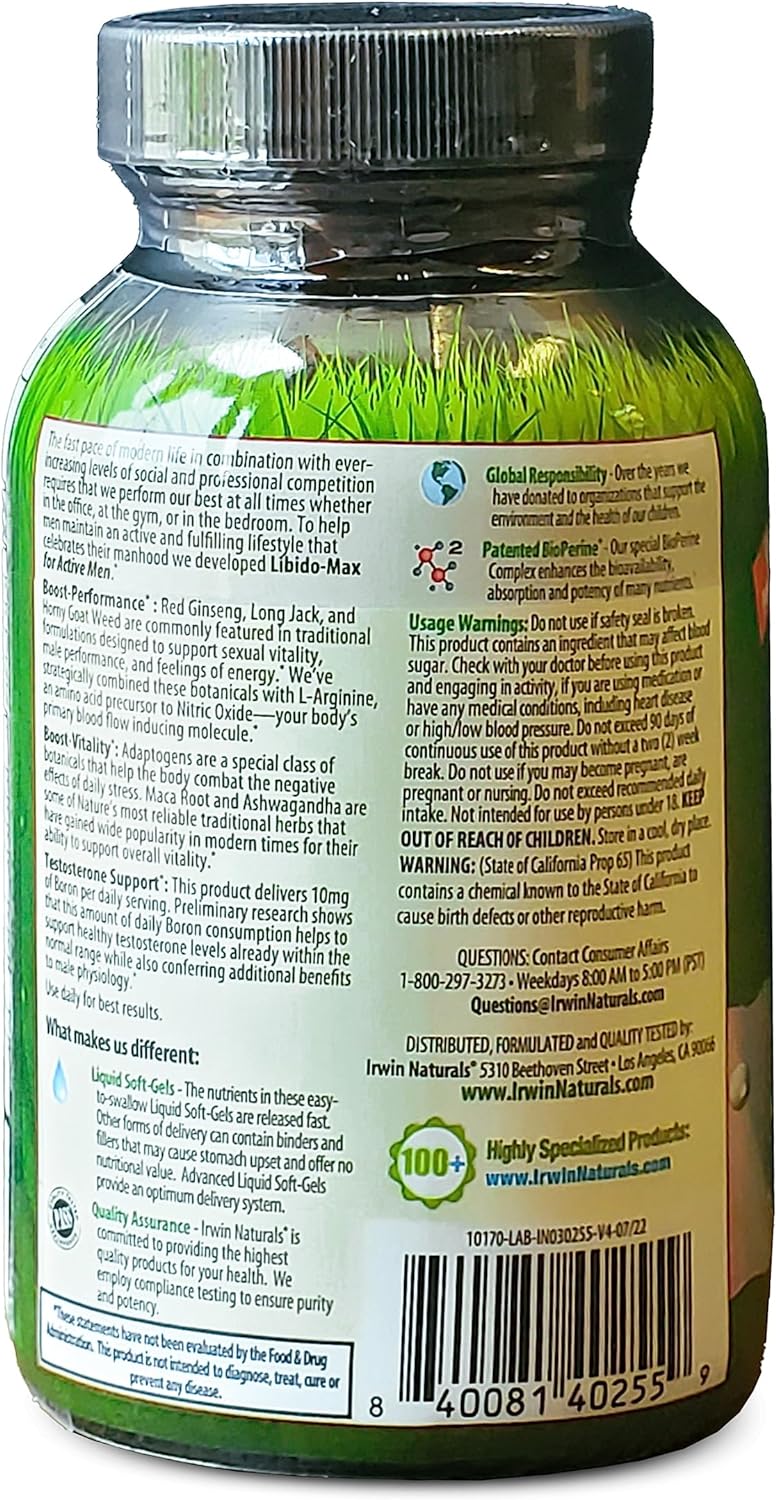 The fast pace of modern life in combination with ever-
increasing levels of social and professional competition
requires that we perform our best at all times whether
in the office, at the gym, or in the bedroom. To help
men maintain an active and fulfilling lifestyle that
celebrates their manhood we developed Libido-Max
for Active Men.*
Boost-Performance*: Red Ginseng, Long Jack, and
Horny Goat Weed are commonly featured in traditional
formulations designed to support sexual vitality,
male performance, and feelings of energy.* We've
strategically combined these botanicals with L-Arginine,
an amino acid precursor to Nitric Oxide—your body's
primary blood flow inducing molecule.*
Boost-Vitality*: Adaptogens are a special class of
botanicals that help the body combat the negative
effects of daily stress. Maca Root and Ashwagandha are
some of Nature's most reliable traditional herbs that
have gained wide popularity in modern times for their
ability to support overall vitality.*
Testosterone Support*: This product delivers 10mg
of Boron per daily serving. Preliminary research shows
that this amount of daily Boron consumption helps to
support healthy testosterone levels already within the
normal range while also conferring additional benefits
to male physiology.*
Use daily for best results.
What makes us different:
Liquid Soft-Gels - The nutrients in these easy-
to-swallow Liquid Soft-Gels are released fast.
Other forms of delivery can contain binders and
fillers that may cause stomach upset and offer no
nutritional value. Advanced Liquid Soft-Gels
provide an optimum delivery system.
Quality Assurance - Irwin Naturals® is
committed to providing the highest
quality products for your health. We
employ compliance testing to ensure purity
and potency.
*These statements have not been evaluated by the Food & Drug
Administration. This product is not intended to diagnose, treat, cure or
prevent any disease.
Global Responsibility - Over the years we
have donated to organizations that support the
environment and the health of our children.
2
Patented BioPerine® - Our special BioPerine
Complex enhances the bioavailability,
absorption and potency of many nutrients.*
Usage Warnings: Do not use if safety seal is broken.
This product contains an ingredient that may affect blood
sugar. Check with your doctor before using this product
and engaging in activity, if you are using medication or
have any medical conditions, including heart disease
or high/low blood pressure. Do not exceed 90 days of
continuous use of this product without a two (2) week
break. Do not use if you may become pregnant, are
pregnant or nursing. Do not exceed recommended daily
intake. Not intended for use by persons under 18. KEEP
OUT OF REACH OF CHILDREN. Store in a cool, dry place.
WARNING: (State of California Prop 65) This product
contains a chemical known to the State of California to
cause birth defects or other reproductive harm.
QUESTIONS: Contact Consumer Affairs
1-800-297-3273 • Weekdays 8:00 AM to 5:00 PM (PST)
Questions@IrwinNaturals.com
DISTRIBUTED, FORMULATED and QUALITY TESTED by:
Irwin Naturals® 5310 Beethoven Street • Los Angeles, CA 90066
www.IrwinNaturals.com
100+
Highly Specialized Products:
www.IrwinNaturals.com
10170-LAB-IN030255-V4-07/22
8 40081 40255 9